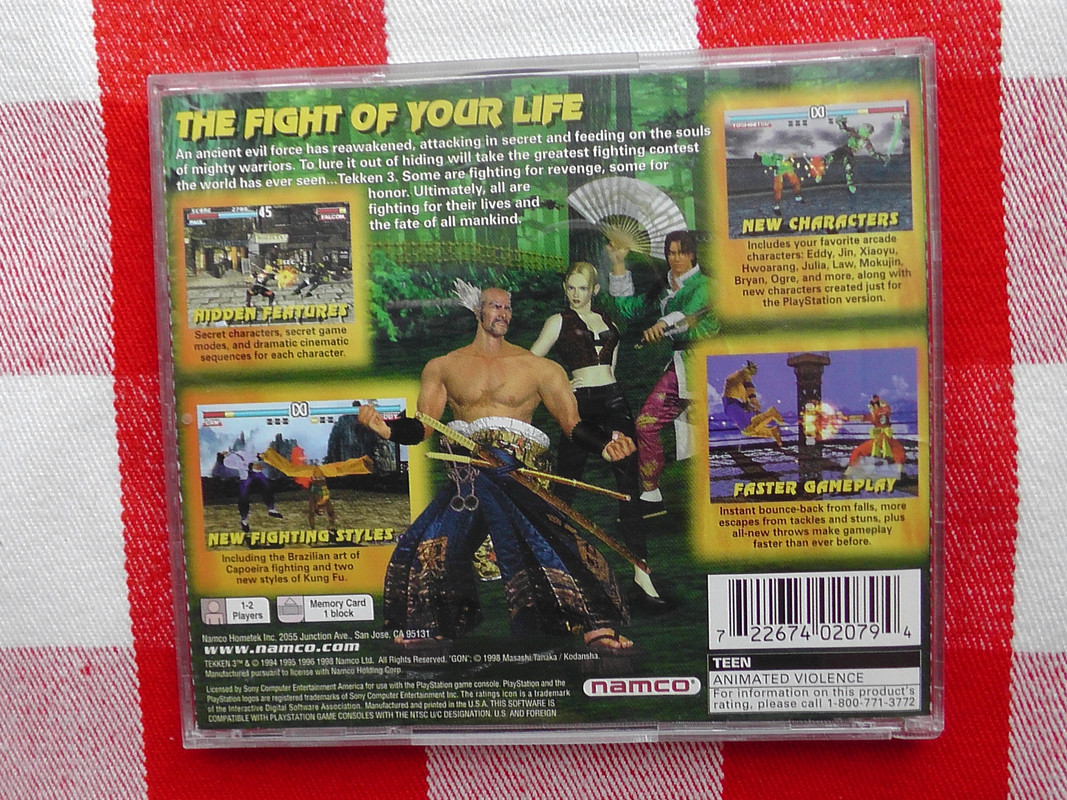 THE FIGHT OF YOUR LIFE
An ancient evil force has reawakened, attacking in secret and feeding on the souls
of mighty warriors. To lure it out of hiding will take the greatest fighting contest
the world has ever seen...Tekken 3. Some are fighting for revenge, some for
honor. Ultimately, all are
fighting for their lives and
the fate of all mankind.
45
HIDDEN FEATURES
Secret characters, secret game
modes, and dramatic cinematic
sequences for each character.
NEW FIGHTING STYLES
Including the Brazilian art of
Capoeira fighting and two
new styles of Kung Fu.
NEW CHARACTERS
Includes your favorite arcade
characters: Eddy, Jin, Xiaoyu,
Hwoarang, Julia, Law, Mokujin,
Bryan, Ogre, and more, along with
new characters created just for
the PlayStation version.
FASTER GAMEPLAY
Instant bounce-back from falls, more
escapes from tackles and stuns, plus
all-new throws make gameplay
faster than ever before.
1-2
Players
Memory Card
1 block
Namco Hometek Inc. 2055 Junction Ave., San Jose, CA 95131
www.namco.com
TEKKEN 3™ & © 1994 1995 1996 1998 Namco Ltd. All Rights Reserved. "GON": © 1998 Masashi Tanaka / Kodansha.
Manufactured pursuant to license with Namco Holding Corp.
Licensed by Sony Computer Entertainment America for use with the PlayStation game console. PlayStation and the
PlayStation logos are registered trademarks of Sony Computer Entertainment Inc. The ratings icon is a trademark
of the Interactive Digital Software Association. Manufactured and printed in the U.S.A. THIS SOFTWARE IS
COMPATIBLE WITH PLAYSTATION GAME CONSOLES WITH THE NTSC U/C DESIGNATION. U.S. AND FOREIGN
namco®
7 22674 02079 4
TEEN
ANIMATED VIOLENCE
For information on this product's
rating, please call 1-800-771-3772